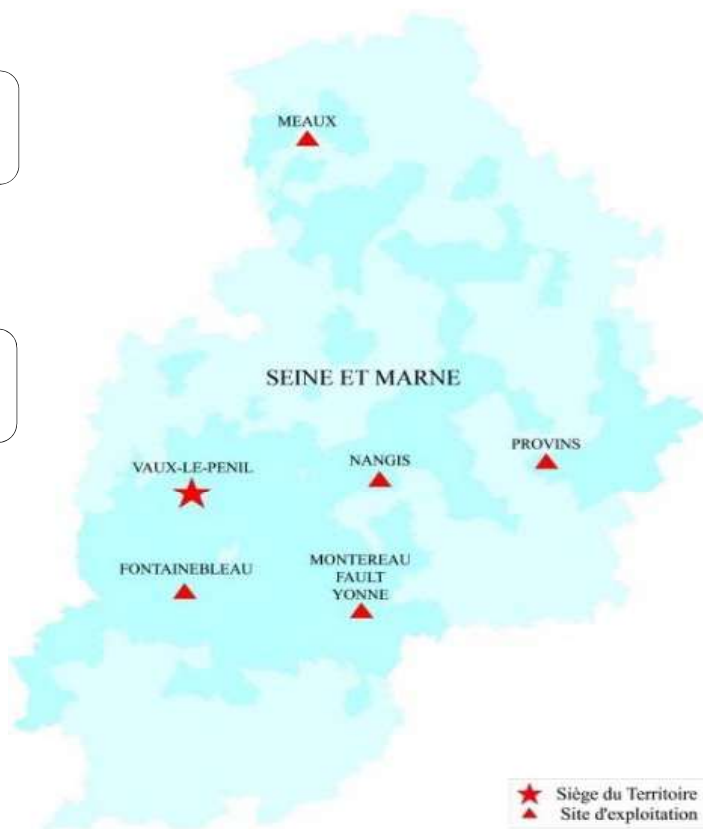 MEAUX
SEINE ET MARNE
PROVINS
NANGIS
VAUX-LE-PENIL
MONTEREAU
FAULT
YONNE
FONTAINEBLEAU
Siège du Territoire
Site d'exploitation